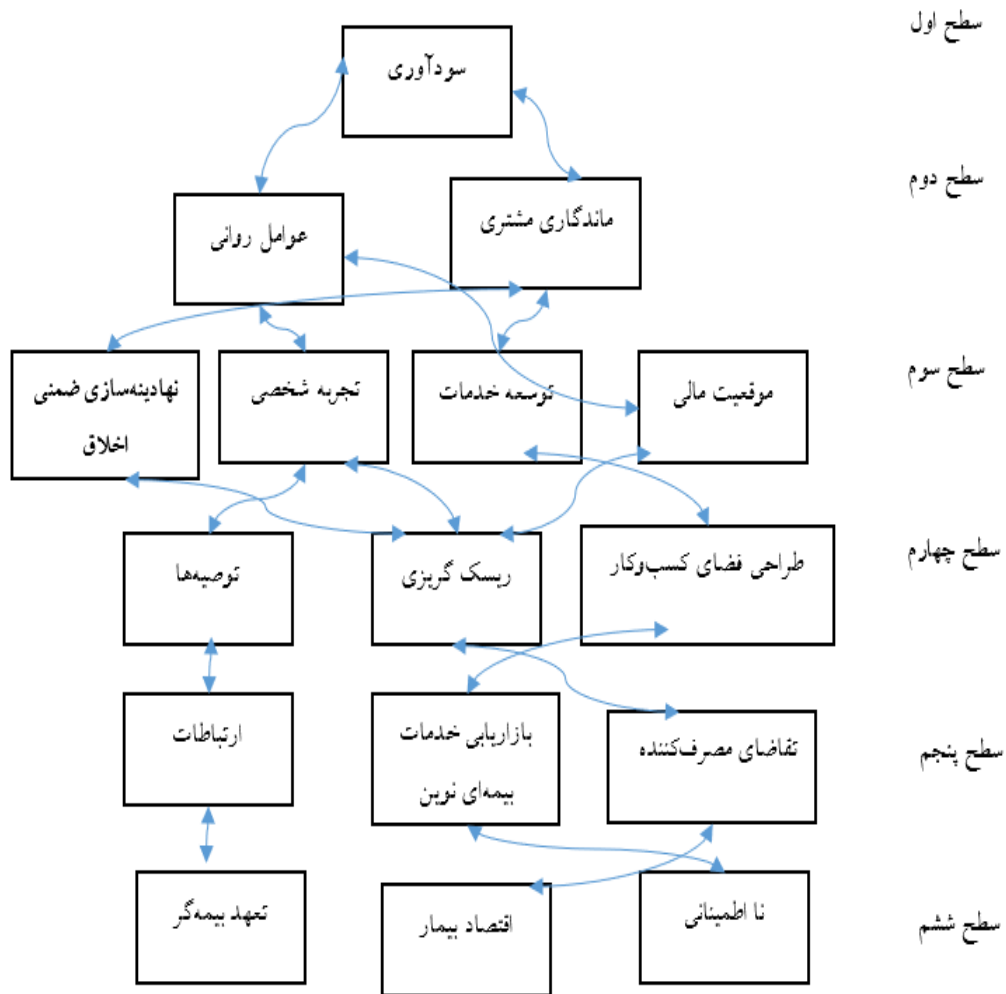 سطح اول
سودآوری
سطح دوم
ماندگاری مشتری
عوامل روانی
سطح سوم
موقعیت مالی
توسعه خدمات
تجربه شخصی
نهادینه‌سازی ضمنی
اخلاق
سطح چهارم
طراحی فضای کسب‌وکار
ریسک گریزی
توصیه‌ها
سطح پنجم
تقاضای مصرف‌کننده
بازاریابی خدمات
بیمه‌ای نوین
ارتباطات
سطح ششم
نا اطمینانی
اقتصاد بیمار
تعهد بیمه‌گر